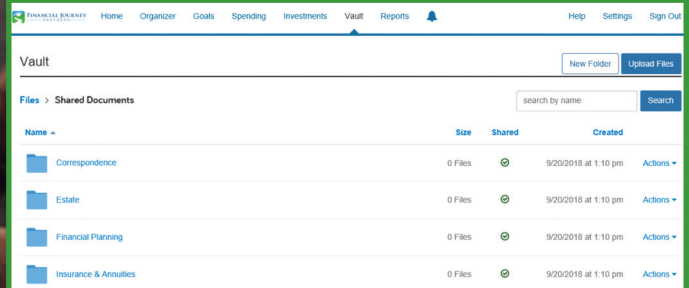 FINANCIAL JOURNEY Home Organizer Goals Spending Investments Vault Reports Help Settings Sign Out
PARTNERS
Vault New Folder Upload Files
Files > Shared Documents search by name Search
Name Size Shared Created
Correspondence 0 Files 9/20/2018 at 1:10 pm Actions
Estate 0 Files 9/20/2018 at 1:10 pm Actions
Financial Planning 0 Files 9/20/2018 at 1:10 pm Actions
Insurance & Annuities 0 Files 9/20/2018 at 1:10 pm Actions